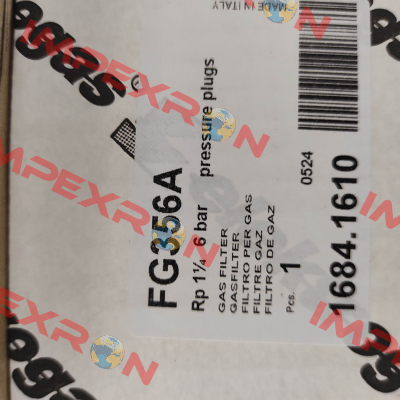 MADE IN ITALY
FG356A
Rp 1¼ 6 bar pressure plugs
GAS FILTER
GASFILTER
FILTRO PER GAS
FILTRE GAZ
FILTRO DE GAZ
Pcs. 1
0524
1684.1610
IMPEXRON
IMPEXRON